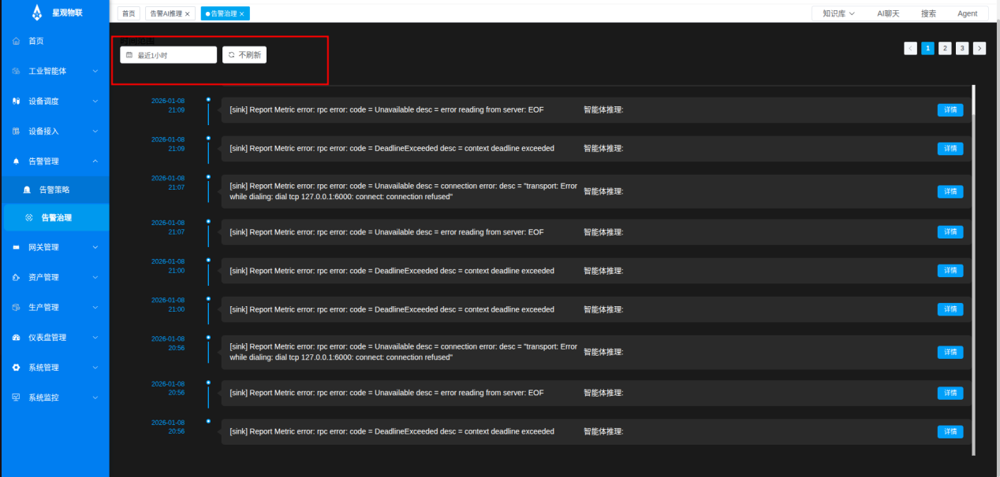 星观物联
首页
告警AI推理 ×
告警治理 ×
知识库
AI聊天
搜索
Agent
首页
工业智能体
设备调度
设备接入
告警管理
告警策略
告警治理
网关管理
资产管理
生产管理
仪表盘管理
系统管理
系统监控
时间范围
最近1小时
不刷新
1
2
3
2026-01-08
21:09
[sink] Report Metric error: rpc error: code = Unavailable desc = error reading from server: EOF
智能体推理:
详情
2026-01-08
21:09
[sink] Report Metric error: rpc error: code = DeadlineExceeded desc = context deadline exceeded
智能体推理:
详情
2026-01-08
21:07
[sink] Report Metric error: rpc error: code = Unavailable desc = connection error: desc = "transport: Error
while dialing: dial tcp 127.0.0.1:6000: connect: connection refused"
智能体推理:
详情
2026-01-08
21:07
[sink] Report Metric error: rpc error: code = Unavailable desc = error reading from server: EOF
智能体推理:
详情
2026-01-08
21:00
[sink] Report Metric error: rpc error: code = DeadlineExceeded desc = context deadline exceeded
智能体推理:
详情
2026-01-08
21:00
[sink] Report Metric error: rpc error: code = DeadlineExceeded desc = context deadline exceeded
智能体推理:
详情
2026-01-08
20:56
[sink] Report Metric error: rpc error: code = Unavailable desc = connection error: desc = "transport: Error
while dialing: dial tcp 127.0.0.1:6000: connect: connection refused"
智能体推理:
详情
2026-01-08
20:56
[sink] Report Metric error: rpc error: code = Unavailable desc = error reading from server: EOF
智能体推理:
详情
2026-01-08
20:56
[sink] Report Metric error: rpc error: code = DeadlineExceeded desc = context deadline exceeded
智能体推理:
详情